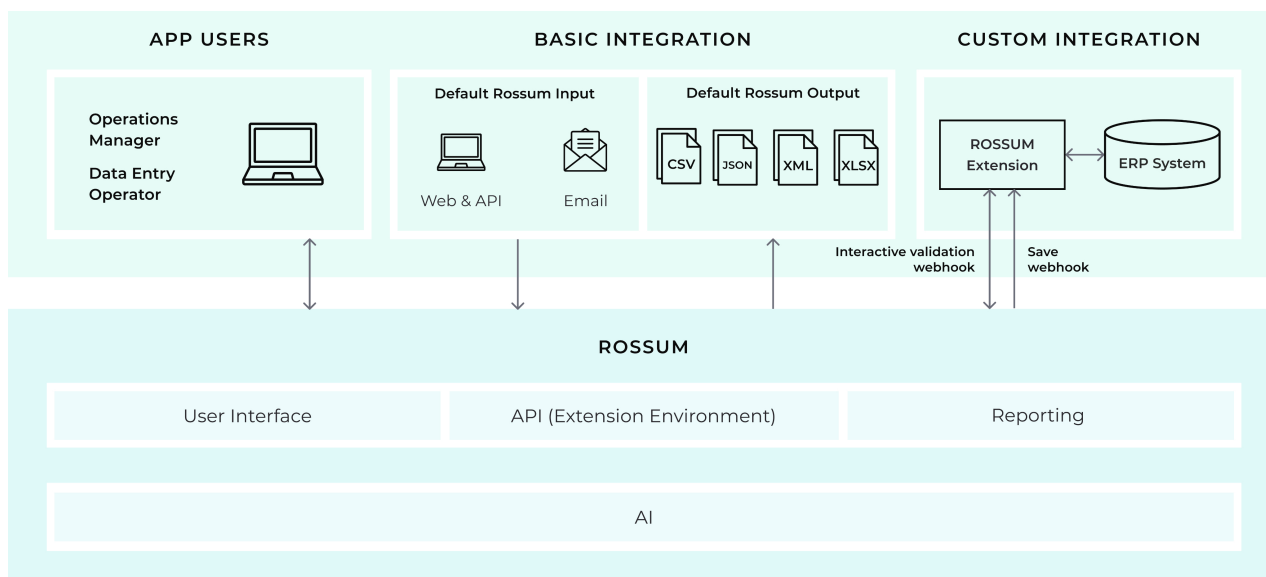 APP USERS
Operations
Manager
Data Entry
Operator
BASIC INTEGRATION
Default Rossum Input
Web & API
Email
Default Rossum Output
CSV
JSON
XML
XLSX
CUSTOM INTEGRATION
ROSSUM
Extension
ERP System
Interactive validation
webhook
Save
webhook
ROSSUM
User Interface
API (Extension Environment)
Reporting
AI